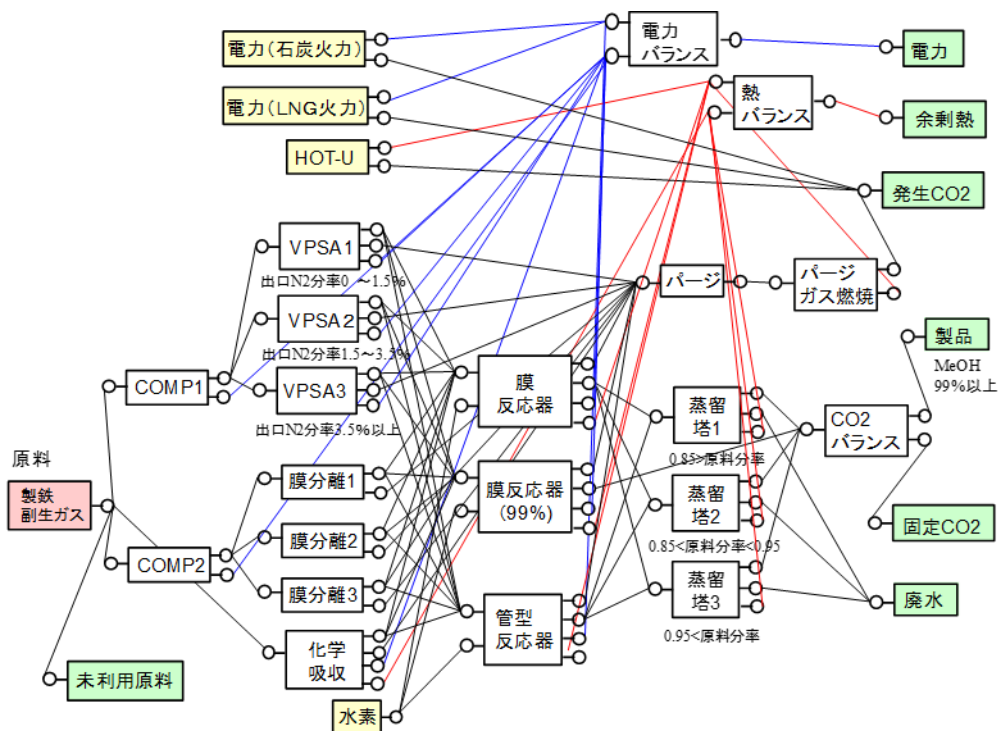 電力(石炭火力)
電力
バランス
電力
電力(LNG火力)
熱
バランス
余剰熱
HOT-U
発生CO2
VPSA1
出口N2分率0 ~1.5%
パージ
パージ
ガス燃焼
VPSA2
出口N2分率1.5~3.5%
製品
MeOH
99%以上
COMP1
VPSA3
出口N2分率3.5%以上
膜
反応器
蒸留
塔1
0.85>原料分率
CO2
バランス
原料
製鉄
副生ガス
膜分離1
膜反応器
(99%)
蒸留
塔2
0.85<原料分率<0.95
固定CO2
膜分離2
COMP2
膜分離3
蒸留
塔3
0.95<原料分率
廃水
化学
吸収
管型
反応器
未利用原料
水素